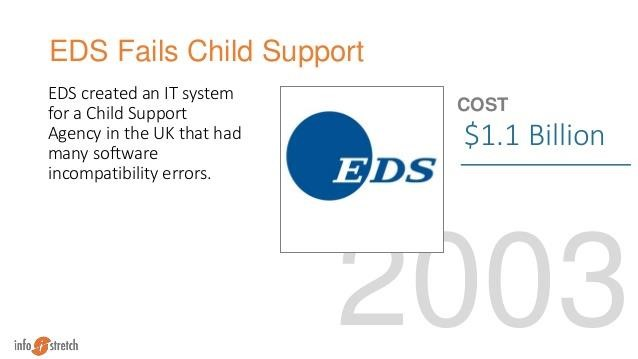 EDS Fails Child Support
EDS created an IT system
for a Child Support
Agency in the UK that had
many software
incompatibility errors.
EDS
COST
$1.1 Billion
2003
info stretch